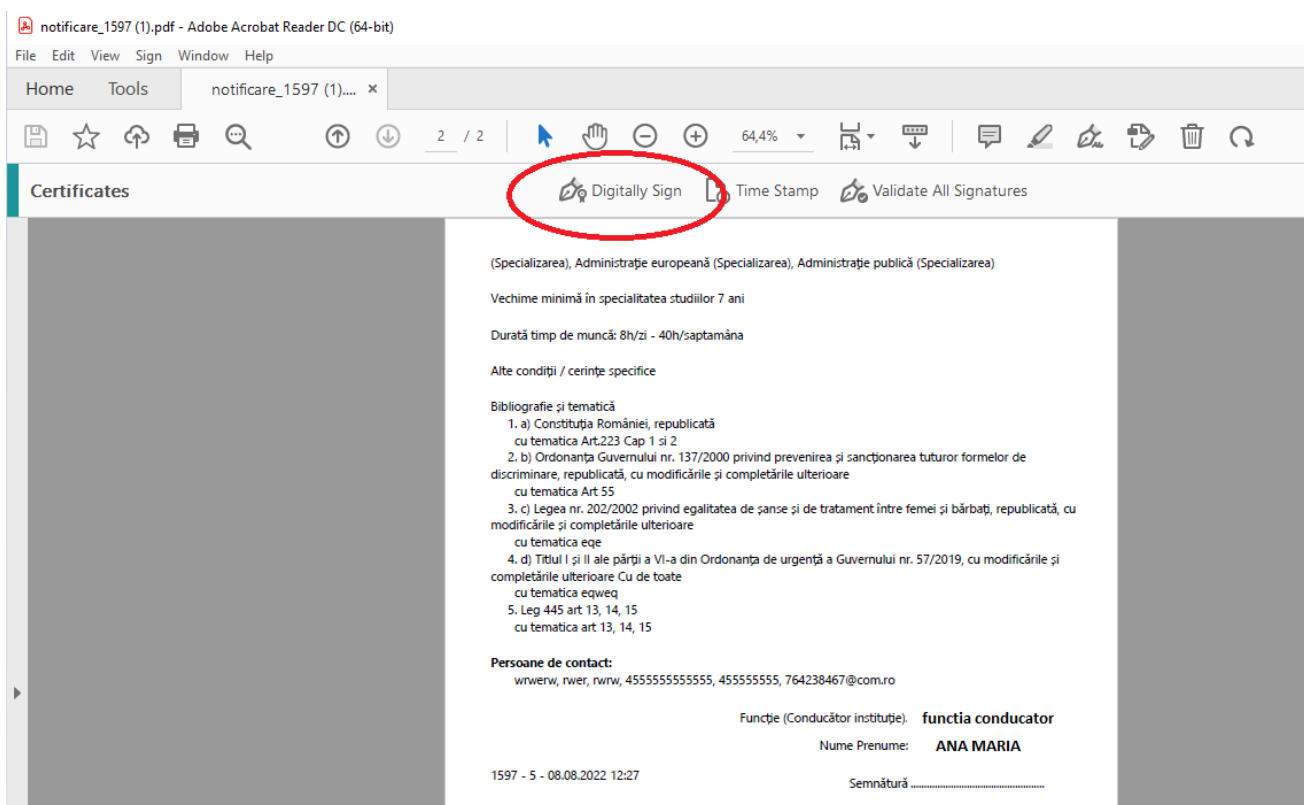 notificare_1597 (1).pdf - Adobe Acrobat Reader DC (64-bit)
File Edit View Sign Window Help
Home Tools notificare_1597 (1).... ×
2 / 2 64,4%
Certificates Digitally Sign Time Stamp Validate All Signatures
(Specializarea), Administrație europeană (Specializarea), Administrație publică (Specializarea)
Vechime minimă în specialitatea studiilor 7 ani
Durată timp de muncă: 8h/zi - 40h/saptamâna
Alte condiții / cerințe specifice
Bibliografie și tematică
1. a) Constituția României, republicată
cu tematica Art.223 Cap 1 si 2
2. b) Ordonanța Guvernului nr. 137/2000 privind prevenirea și sancționarea tuturor formelor de
discriminare, republicată, cu modificările și completările ulterioare
cu tematica Art 55
3. c) Legea nr. 202/2002 privind egalitatea de șanse și de tratament între femei și bărbați, republicată, cu
modificările și completările ulterioare
cu tematica eqe
4. d) Titlul I și II ale părții a VI-a din Ordonanța de urgență a Guvernului nr. 57/2019, cu modificările și
completările ulterioare Cu de toate
cu tematica eqweq
5. Leg 445 art 13, 14, 15
cu tematica art 13, 14, 15
Persoane de contact:
wrwerw, rwer, rwrw, 4555555555555, 455555555, 764238467@com.ro
Funcție (Conducător instituție). functia conducator
Nume Prenume: ANA MARIA
1597 - 5 - 08.08.2022 12:27
Semnătură ................................................